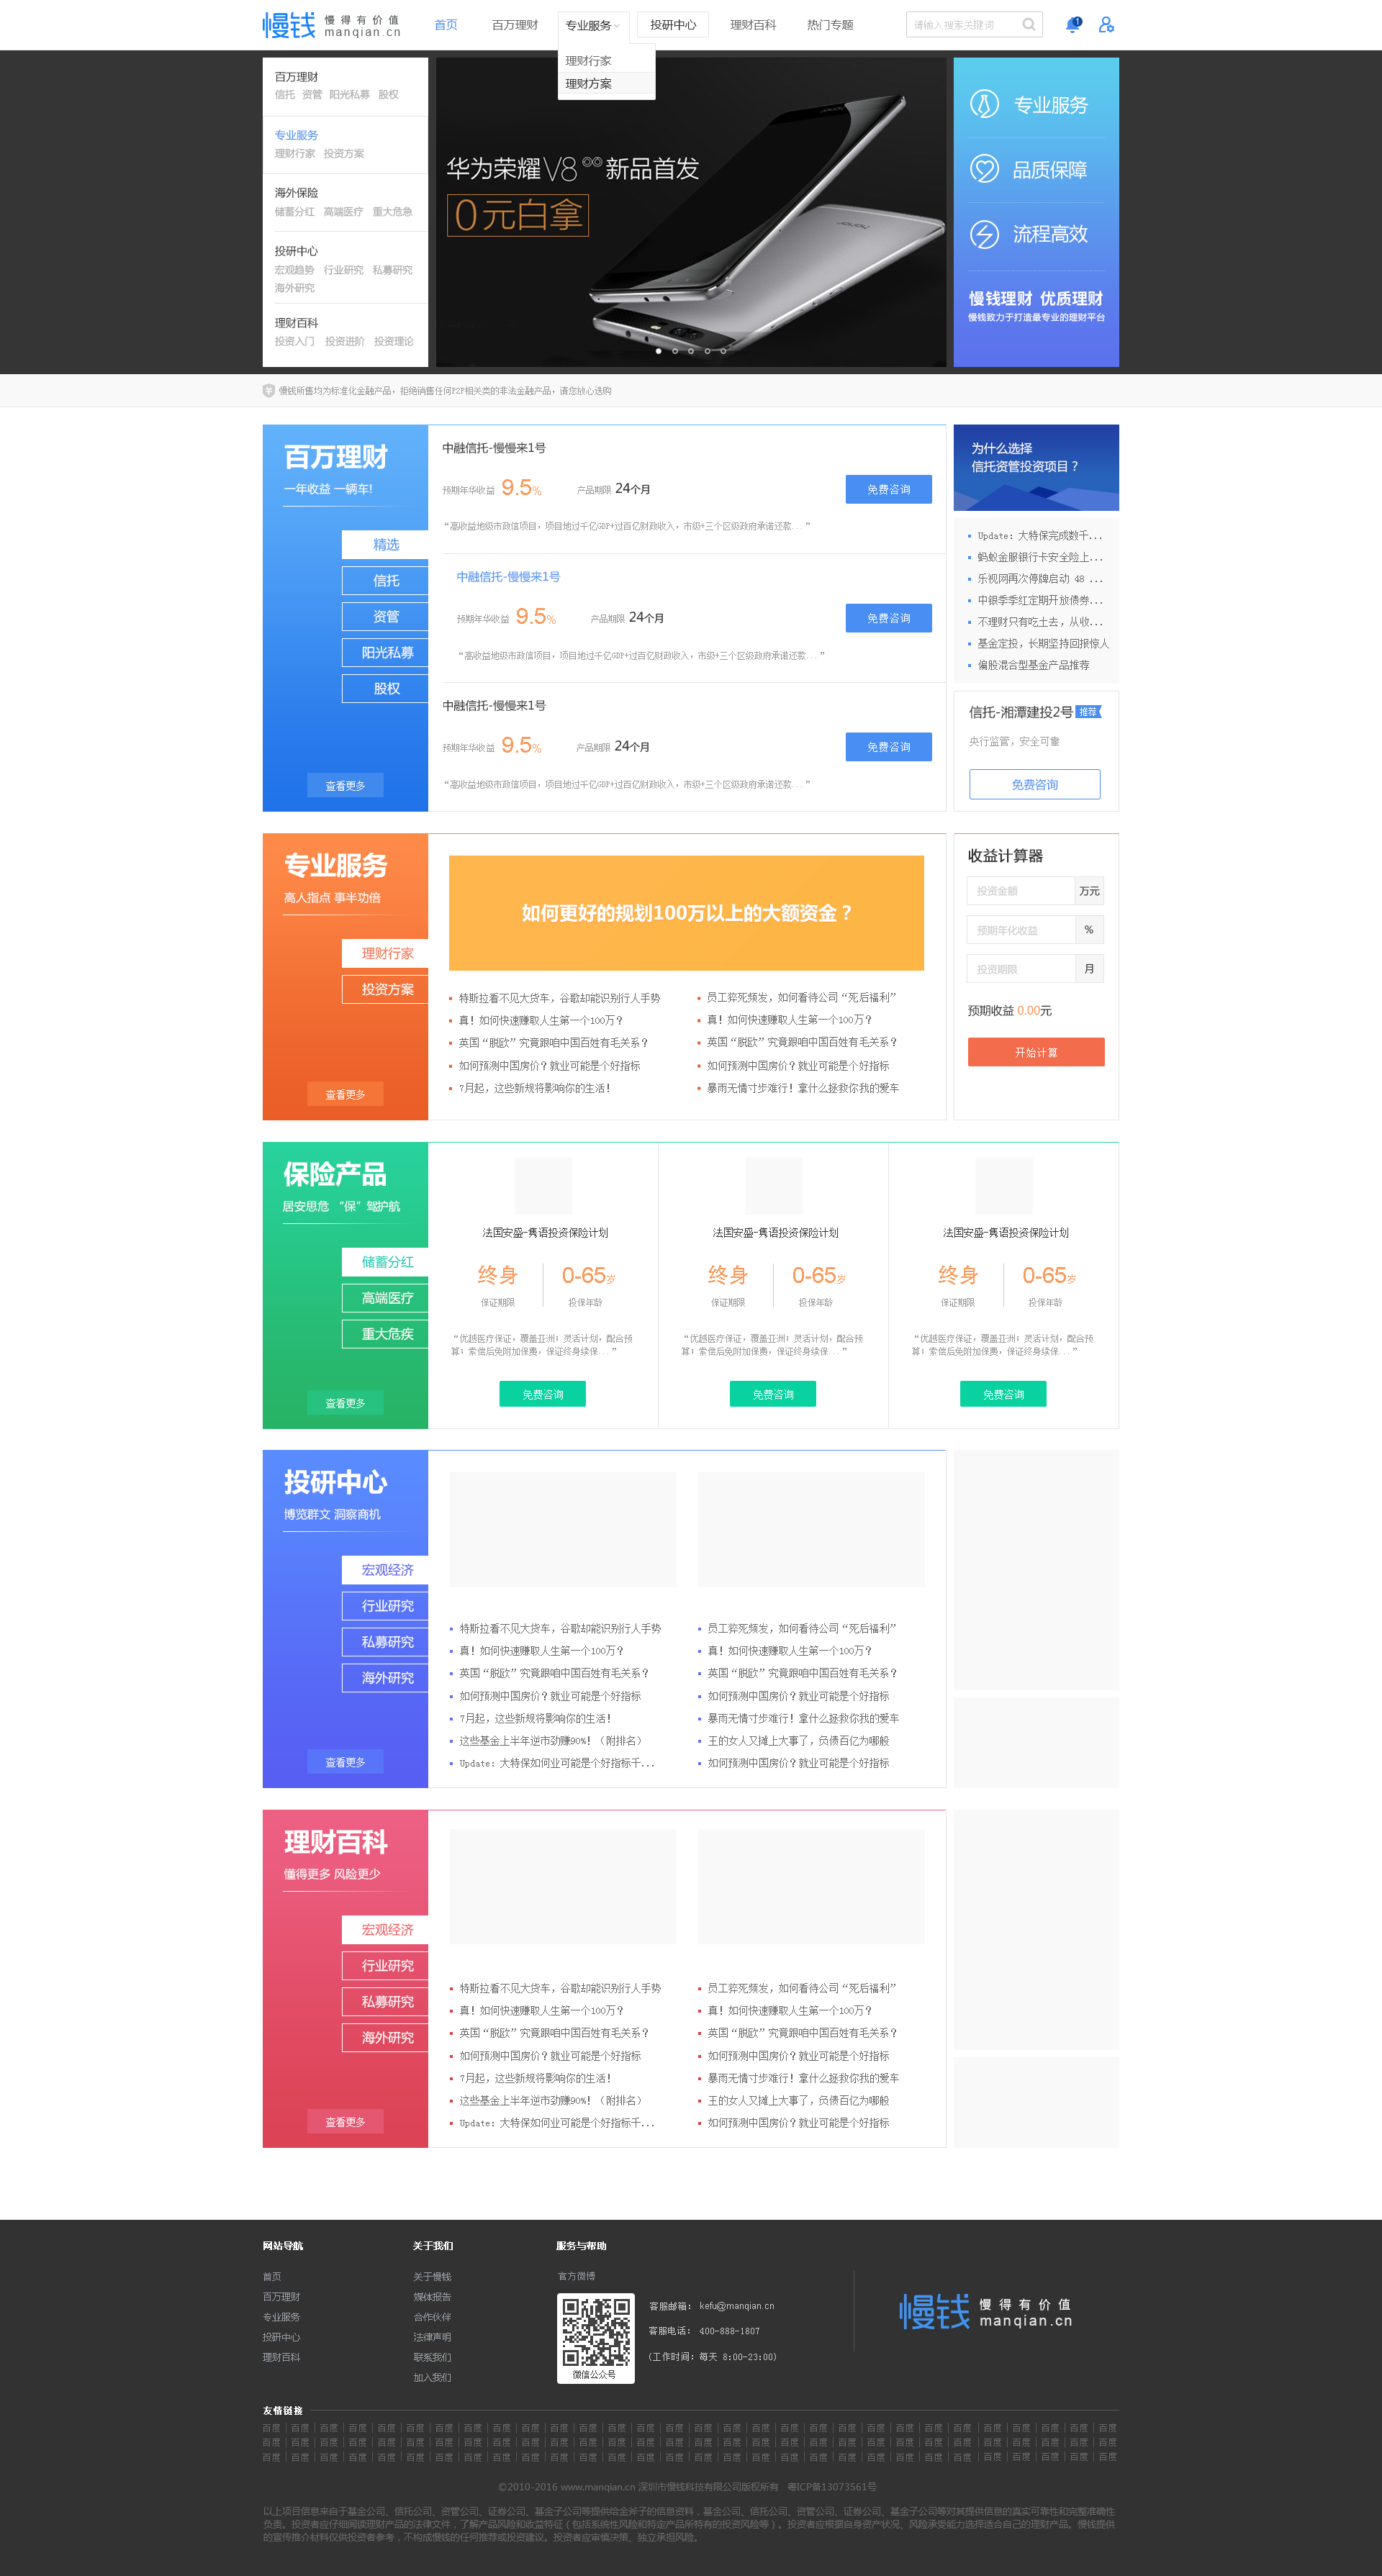 慢钱 慢得有价值 manqian.cn
首页 百万理财 专业服务 投研中心 理财百科 热门专题 请输入搜索关键词 1
理财行家
理财方案
百万理财
信托 资管 阳光私募 股权
专业服务
理财行家 投资方案
海外保险
储蓄分红 高端医疗 重大危急
投研中心
宏观趋势 行业研究 私募研究
海外研究
理财百科
投资入门 投资进阶 投资理论
华为荣耀V8 新品首发
0元白拿
honor
专业服务
品质保障
流程高效
慢钱理财 优质理财
慢钱致力于打造最专业的理财平台
慢钱所售均为标准化金融产品，拒绝销售任何P2P相关类的非法金融产品，请您放心选购
百万理财
一年收益 一辆车!
精选
信托
资管
阳光私募
股权
查看更多
中融信托-慢慢来1号
预期年华收益 9.5% 产品期限 24个月 免费咨询
“高收益地级市政信项目，项目地过千亿GDP+过百亿财政收入，市级+三个区级政府承诺还款...”
中融信托-慢慢来1号
预期年华收益 9.5% 产品期限 24个月 免费咨询
“高收益地级市政信项目，项目地过千亿GDP+过百亿财政收入，市级+三个区级政府承诺还款...”
中融信托-慢慢来1号
预期年华收益 9.5% 产品期限 24个月 免费咨询
“高收益地级市政信项目，项目地过千亿GDP+过百亿财政收入，市级+三个区级政府承诺还款...”
为什么选择
信托资管投资项目？
Update: 大特保完成数千...
蚂蚁金服银行卡安全险上...
乐视网再次停牌启动 48 ...
中银季季红定期开放债券...
不理财只有吃土去，从收...
基金定投，长期坚持回报惊人
偏股混合型基金产品推荐
信托-湘潭建投2号 推荐
央行监管，安全可靠
免费咨询
专业服务
高人指点 事半功倍
理财行家
投资方案
查看更多
如何更好的规划100万以上的大额资金？
特斯拉看不见大货车，谷歌却能识别行人手势
真！如何快速赚取人生第一个100万？
英国“脱欧”究竟跟咱中国百姓有毛关系？
如何预测中国房价？就业可能是个好指标
7月起，这些新规将影响你的生活！
员工猝死频发，如何看待公司“死后福利”
真！如何快速赚取人生第一个100万？
英国“脱欧”究竟跟咱中国百姓有毛关系？
如何预测中国房价？就业可能是个好指标
暴雨无情寸步难行！拿什么拯救你我的爱车
收益计算器
投资金额 万元
预期年化收益 %
投资期限 月
预期收益 0.00元
开始计算
保险产品
居安思危 “保”驾护航
储蓄分红
高端医疗
重大危疾
查看更多
法国安盛-隽语投资保险计划
终身 0-65岁
保证期限 投保年龄
“优越医疗保证，覆盖亚洲；灵活计划，配合预
算；索偿后免附加保费，保证终身续保...”
免费咨询
法国安盛-隽语投资保险计划
终身 0-65岁
保证期限 投保年龄
“优越医疗保证，覆盖亚洲；灵活计划，配合预
算；索偿后免附加保费，保证终身续保...”
免费咨询
法国安盛-隽语投资保险计划
终身 0-65岁
保证期限 投保年龄
“优越医疗保证，覆盖亚洲；灵活计划，配合预
算；索偿后免附加保费，保证终身续保...”
免费咨询
投研中心
博览群文 洞察商机
宏观经济
行业研究
私募研究
海外研究
查看更多
特斯拉看不见大货车，谷歌却能识别行人手势
真！如何快速赚取人生第一个100万？
英国“脱欧”究竟跟咱中国百姓有毛关系？
如何预测中国房价？就业可能是个好指标
7月起，这些新规将影响你的生活！
这些基金上半年逆市劲赚90%！（附排名）
Update: 大特保如何业可能是个好指标千...
员工猝死频发，如何看待公司“死后福利”
真！如何快速赚取人生第一个100万？
英国“脱欧”究竟跟咱中国百姓有毛关系？
如何预测中国房价？就业可能是个好指标
暴雨无情寸步难行！拿什么拯救你我的爱车
王的女人又摊上大事了，负债百亿为哪般
如何预测中国房价？就业可能是个好指标
理财百科
懂得更多 风险更少
宏观经济
行业研究
私募研究
海外研究
查看更多
特斯拉看不见大货车，谷歌却能识别行人手势
真！如何快速赚取人生第一个100万？
英国“脱欧”究竟跟咱中国百姓有毛关系？
如何预测中国房价？就业可能是个好指标
7月起，这些新规将影响你的生活！
这些基金上半年逆市劲赚90%！（附排名）
Update: 大特保如何业可能是个好指标千...
员工猝死频发，如何看待公司“死后福利”
真！如何快速赚取人生第一个100万？
英国“脱欧”究竟跟咱中国百姓有毛关系？
如何预测中国房价？就业可能是个好指标
暴雨无情寸步难行！拿什么拯救你我的爱车
王的女人又摊上大事了，负债百亿为哪般
如何预测中国房价？就业可能是个好指标
网站导航
首页
百万理财
专业服务
投研中心
理财百科
关于我们
关于慢钱
媒体报告
合作伙伴
法律声明
联系我们
加入我们
服务与帮助
官方微博
微信公众号
客服邮箱： kefu@manqian.cn
客服电话： 400-888-1807
(工作时间：每天 8:00-23:00)
慢钱 慢得有价值 manqian.cn
友情链接
百度 百度 百度 百度 百度 百度 百度 百度 百度 百度 百度 百度 百度 百度 百度 百度 百度 百度 百度 百度 百度 百度 百度 百度 百度 百度 百度 百度 百度 百度
百度 百度 百度 百度 百度 百度 百度 百度 百度 百度 百度 百度 百度 百度 百度 百度 百度 百度 百度 百度 百度 百度 百度 百度 百度 百度 百度 百度 百度 百度
百度 百度 百度 百度 百度 百度 百度 百度 百度 百度 百度 百度 百度 百度 百度 百度 百度 百度 百度 百度 百度 百度 百度 百度 百度 百度 百度 百度 百度 百度
©2010-2016 www.manqian.cn 深圳市慢钱科技有限公司版权所有 粤ICP备13073561号
以上项目信息来自于基金公司、信托公司、资管公司、证券公司、基金子公司等提供给金斧子的信息资料，基金公司、信托公司、资管公司、证券公司、基金子公司等对其提供信息的真实可靠性和完整准确性
负责。投资者应仔细阅读理财产品的法律文件，了解产品风险和收益特征（包括系统性风险和特定产品所特有的投资风险等）。投资者应根据自身资产状况、风险承受能力选择适合自己的理财产品。慢钱提供
的宣传推介材料仅供投资者参考，不构成慢钱的任何推荐或投资建议。投资者应审慎决策、独立承担风险。